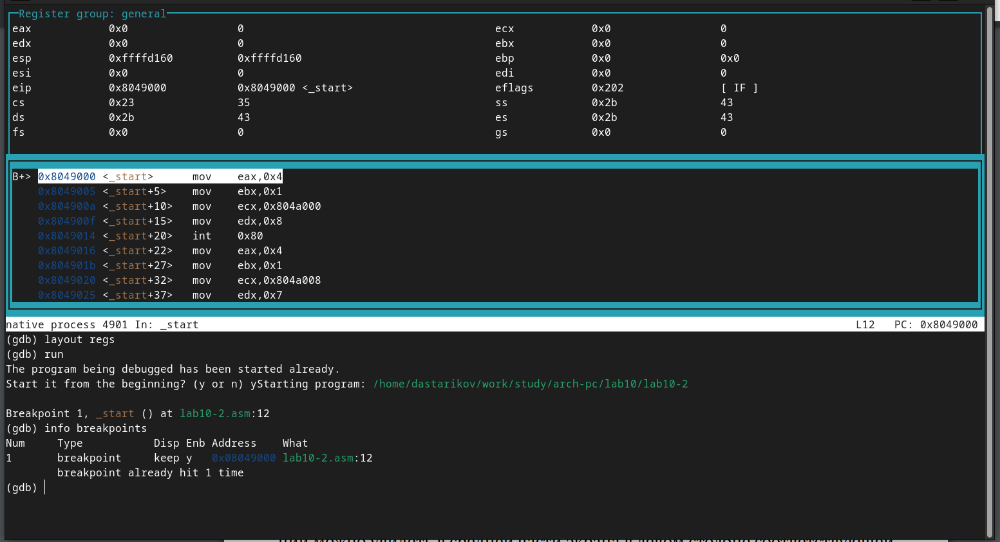 Register group: general
eax 0x0 0 ecx 0x0 0
edx 0x0 0 ebx 0x0 0
esp 0xffffd160 0xffffd160 ebp 0x0 0x0
esi 0x0 0 edi 0x0 0
eip 0x8049000 0x8049000 <_start> eflags 0x202 [ IF ]
cs 0x23 35 ss 0x2b 43
ds 0x2b 43 es 0x2b 43
fs 0x0 0 gs 0x0 0
B+> 0x8049000 <_start> mov eax,0x4
0x8049005 <_start+5> mov ebx,0x1
0x804900a <_start+10> mov ecx,0x804a000
0x804900f <_start+15> mov edx,0x8
0x8049014 <_start+20> int 0x80
0x8049016 <_start+22> mov eax,0x4
0x804901b <_start+27> mov ebx,0x1
0x8049020 <_start+32> mov ecx,0x804a008
0x8049025 <_start+37> mov edx,0x7
native process 4901 In: _start L12 PC: 0x8049000
(gdb) layout regs
(gdb) run
The program being debugged has been started already.
Start it from the beginning? (y or n) yStarting program: /home/dastarikov/work/study/arch-pc/lab10/lab10-2
Breakpoint 1, _start () at lab10-2.asm:12
(gdb) info breakpoints
Num Type Disp Enb Address What
1 breakpoint keep y 0x08049000 lab10-2.asm:12
breakpoint already hit 1 time
(gdb)